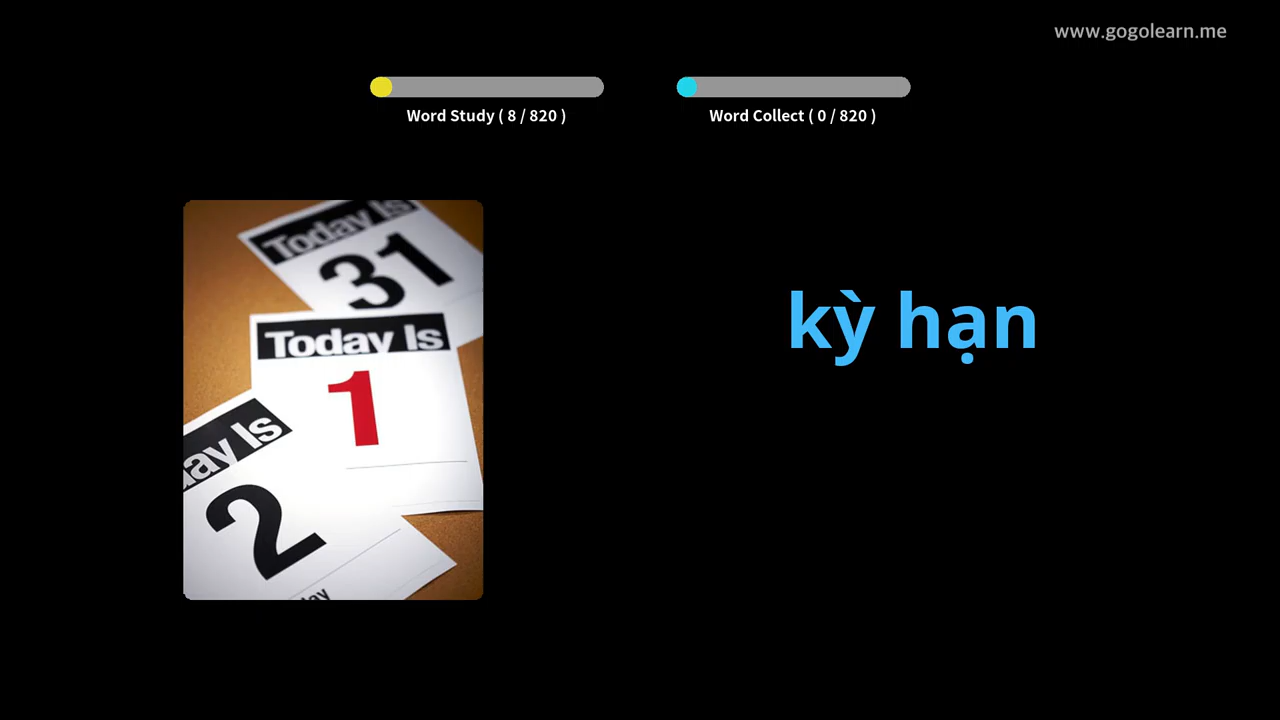 www.gogolearn.me
Word Study ( 8 / 820 )
Word Collect ( 0 / 820 )
Today Is
31
Today Is
1
day Is
2
kỳ hạn